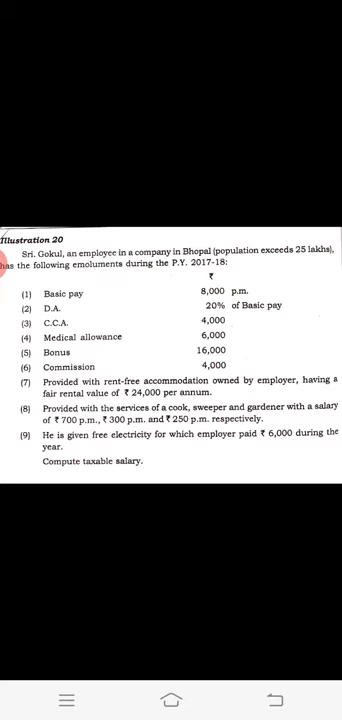 Illustration 20
Sri. Gokul, an employee in a company in Bhopal (population exceeds 25 lakhs),
has the following emoluments during the P.Y. 2017-18:
₹
(1) Basic pay 8,000 p.m.
(2) D.A. 20% of Basic pay
(3) C.C.A. 4,000
(4) Medical allowance 6,000
(5) Bonus 16,000
(6) Commission 4,000
(7) Provided with rent-free accommodation owned by employer, having a
fair rental value of ₹ 24,000 per annum.
(8) Provided with the services of a cook, sweeper and gardener with a salary
of ₹ 700 p.m., ₹ 300 p.m. and ₹ 250 p.m. respectively.
(9) He is given free electricity for which employer paid ₹ 6,000 during the
year.
Compute taxable salary.